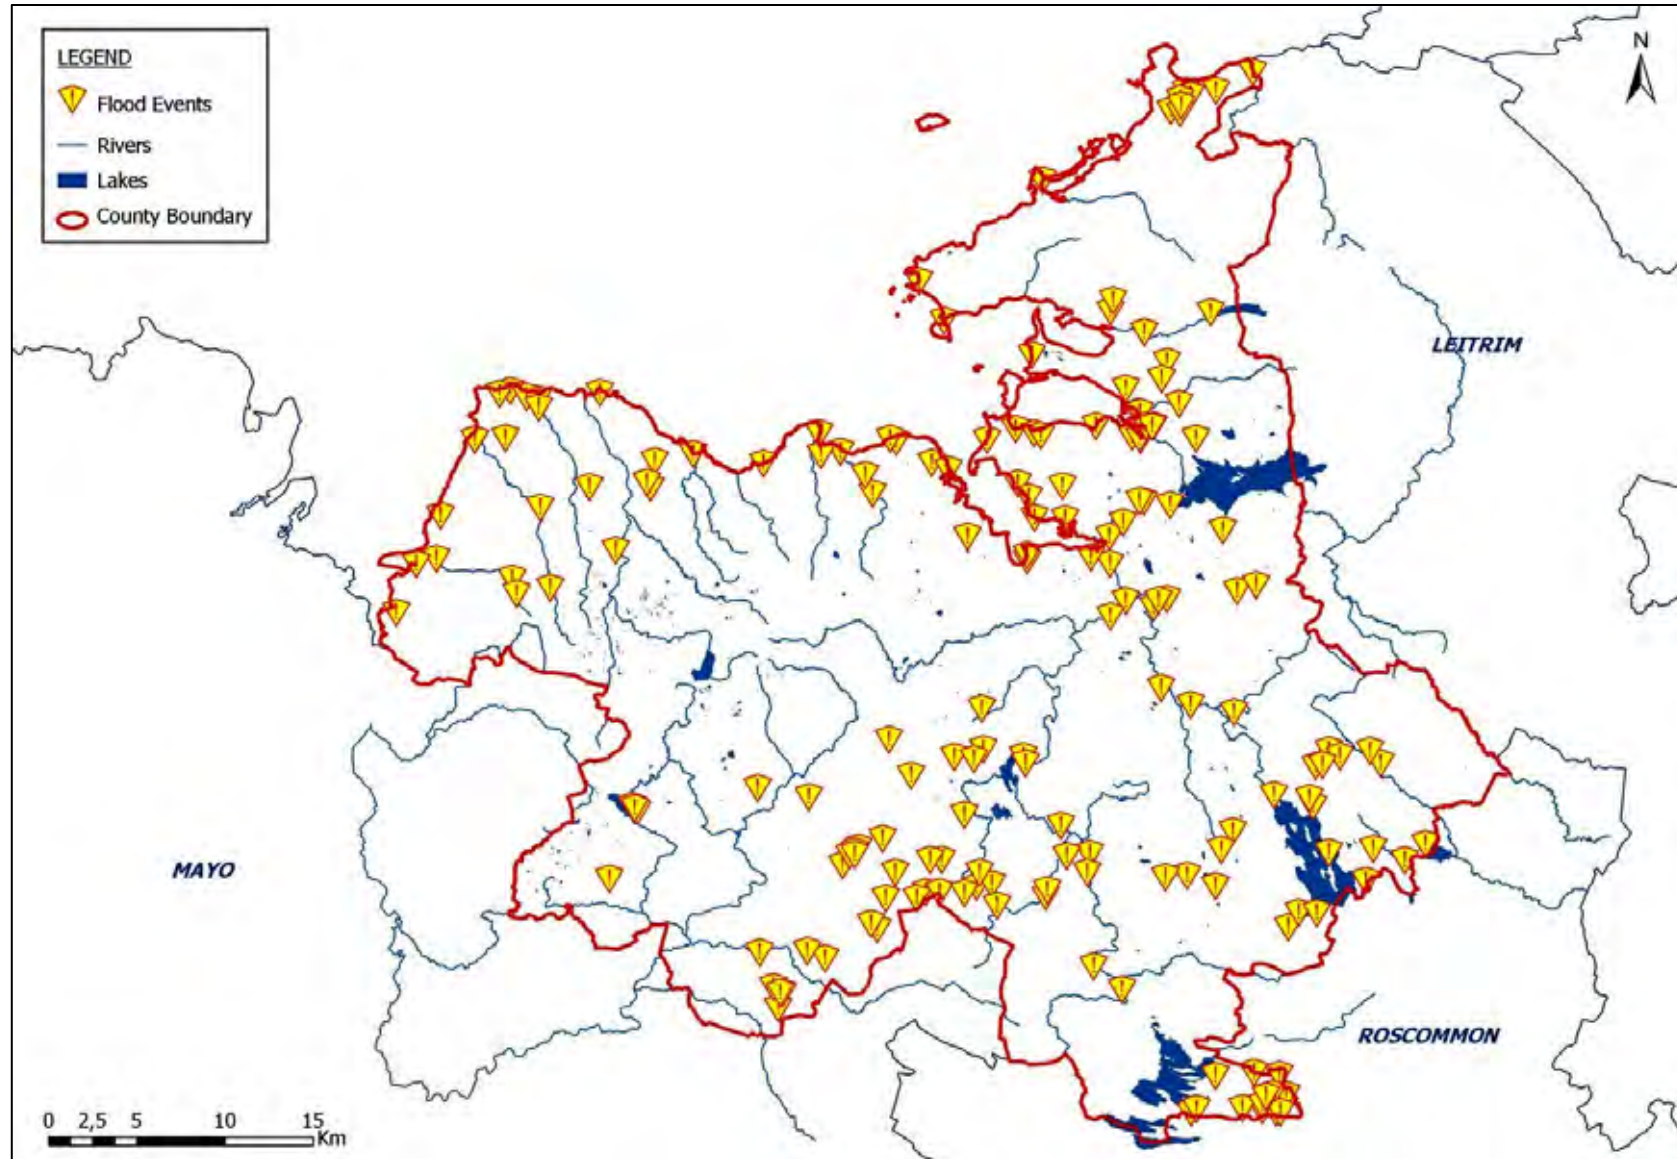 LEGEND
Flood Events
Rivers
Lakes
County Boundary
N
LEITRIM
MAYO
ROSCOMMON
0 2,5 5 10 15
Km